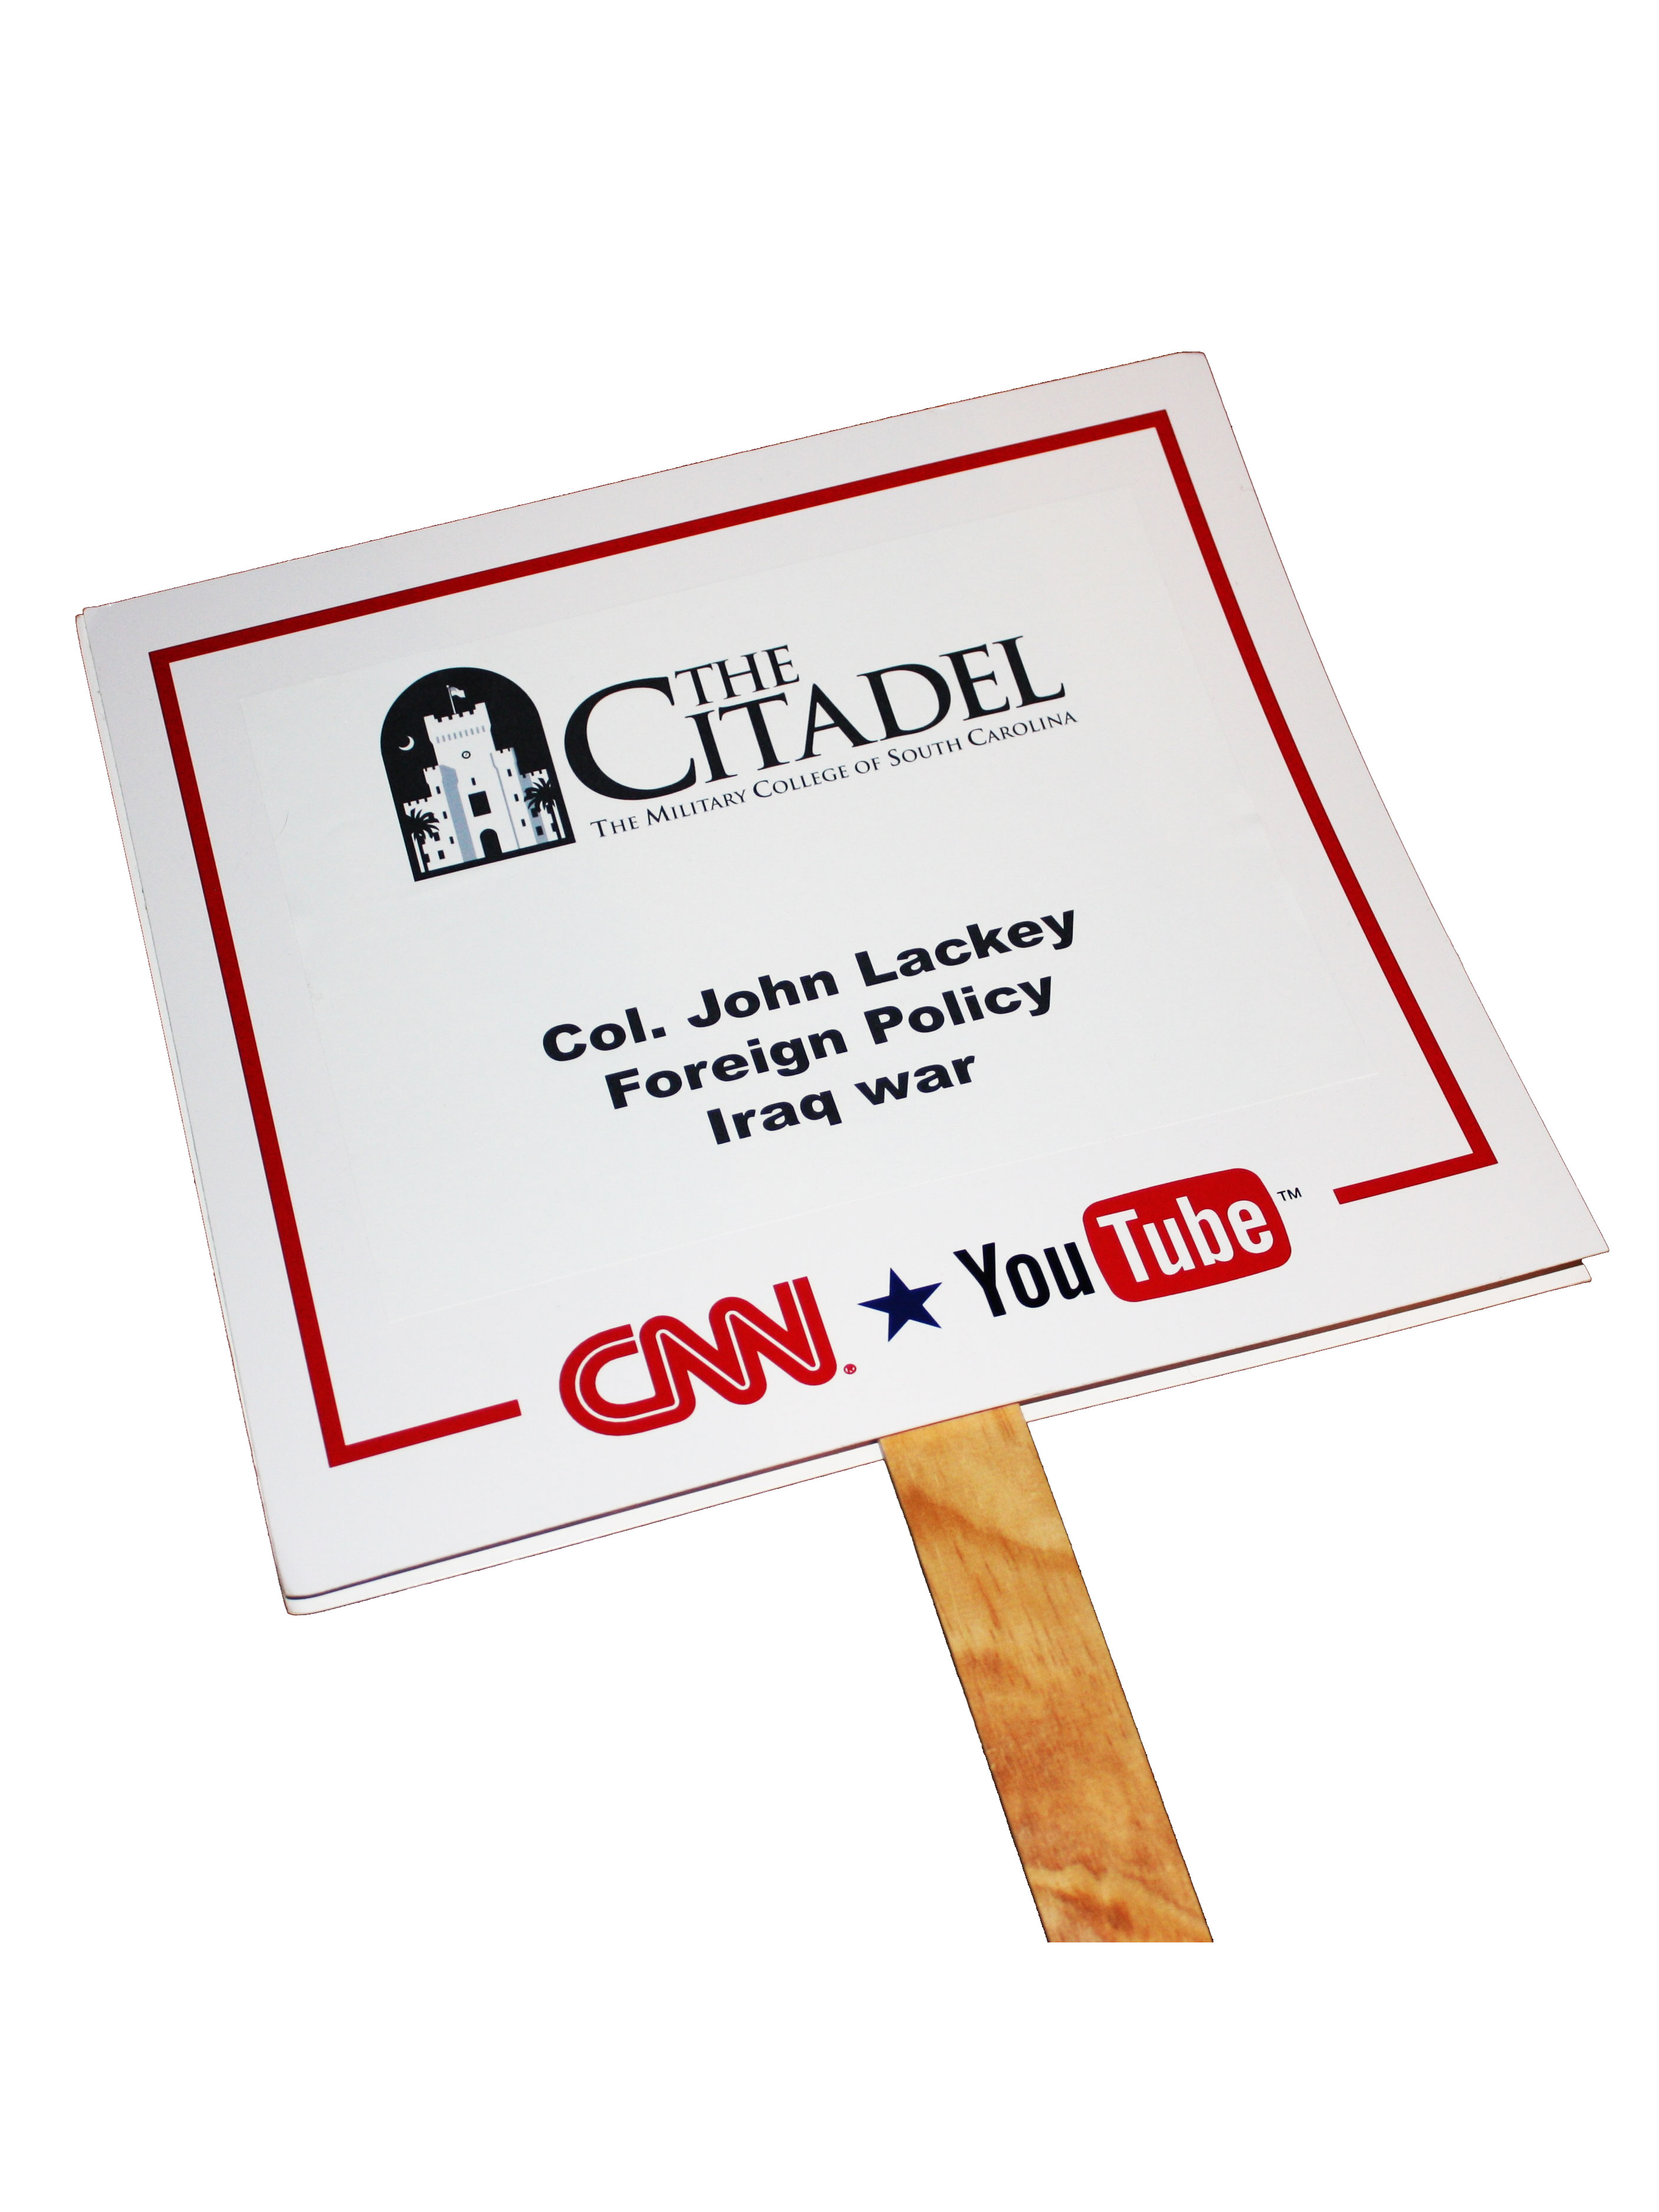 THE
CITADEL
THE MILITARY COLLEGE OF SOUTH CAROLINA
Col. John Lackey
Foreign Policy
Iraq war
CNN® YouTube™